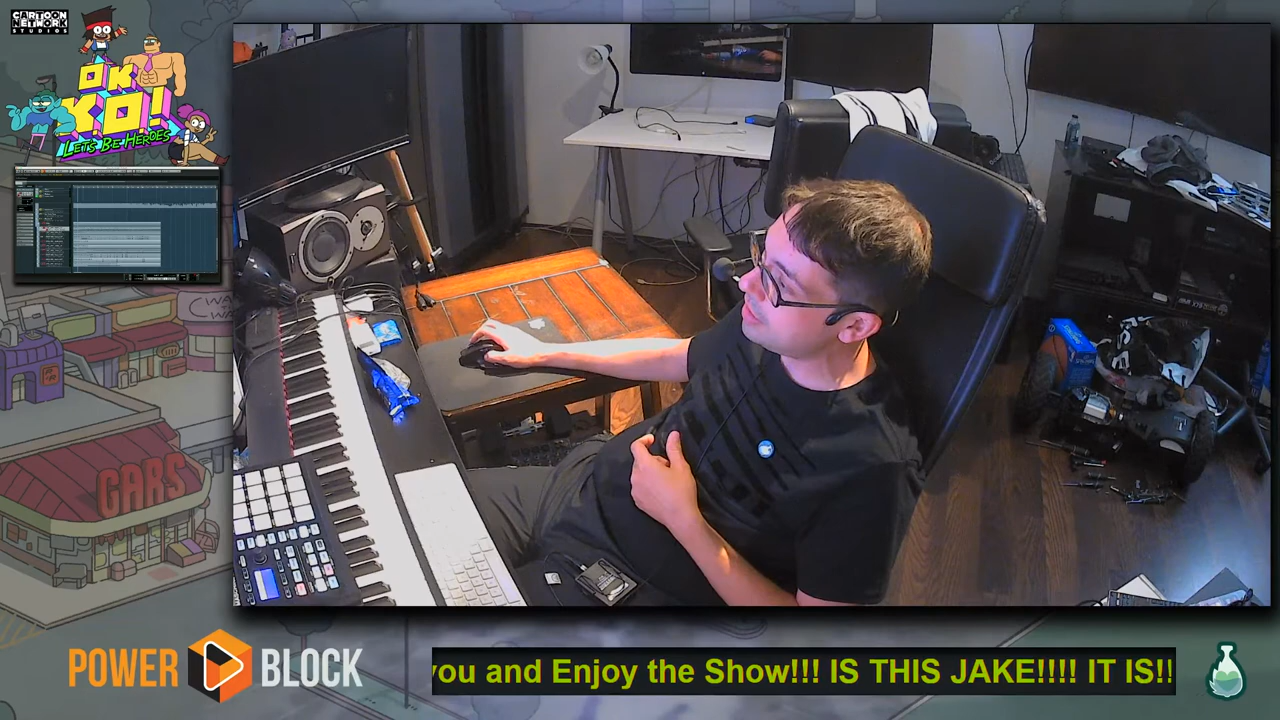 CARTOON NETWORK
STUDIOS
OK
K.O.!
LET'S BE HEROES
CARS
POWER BLOCK
you and Enjoy the Show!!! IS THIS JAKE!!!! IT IS!!